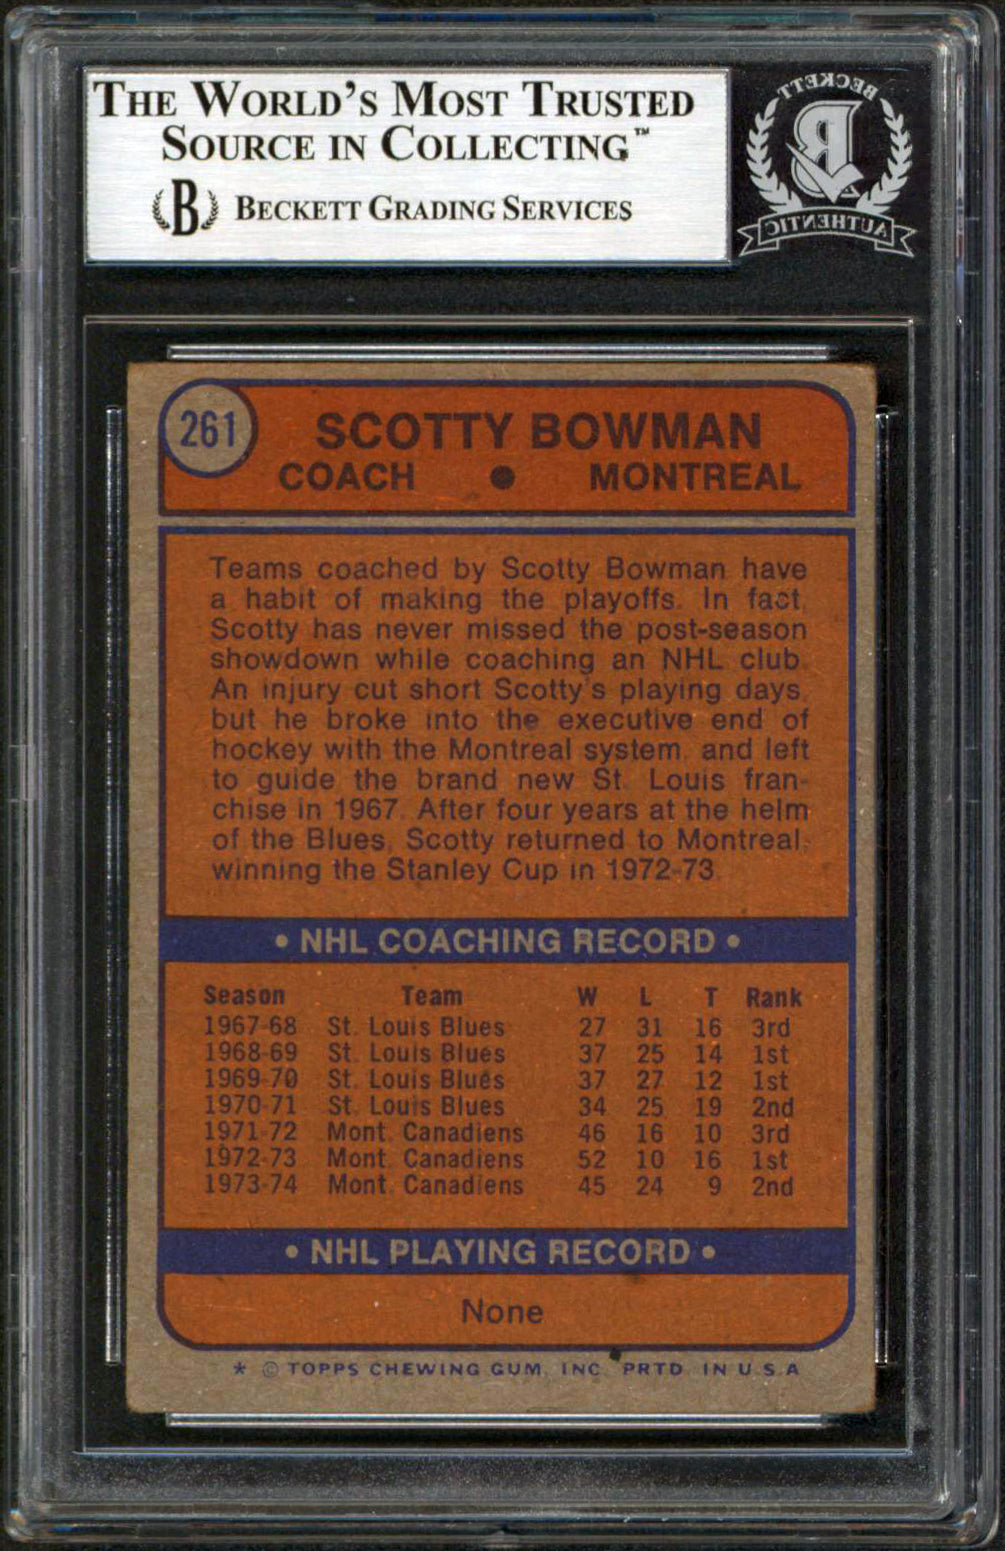 THE WORLD'S MOST TRUSTED
SOURCE IN COLLECTING™
B BECKETT GRADING SERVICES
BECKETT
B
AUTHENTIC
261
SCOTTY BOWMAN
COACH ● MONTREAL
Teams coached by Scotty Bowman have
a habit of making the playoffs. In fact,
Scotty has never missed the post-season
showdown while coaching an NHL club.
An injury cut short Scotty's playing days,
but he broke into the executive end of
hockey with the Montreal system, and left
to guide the brand new St. Louis fran-
chise in 1967. After four years at the helm
of the Blues, Scotty returned to Montreal,
winning the Stanley Cup in 1972-73.
• NHL COACHING RECORD •
Season Team W L T Rank
1967-68 St. Louis Blues 27 31 16 3rd
1968-69 St. Louis Blues 37 25 14 1st
1969-70 St. Louis Blues 37 27 12 1st
1970-71 St. Louis Blues 34 25 19 2nd
1971-72 Mont. Canadiens 46 16 10 3rd
1972-73 Mont. Canadiens 52 10 16 1st
1973-74 Mont. Canadiens 45 24 9 2nd
• NHL PLAYING RECORD •
None
* © TOPPS CHEWING GUM, INC. PRTD. IN U.S.A.